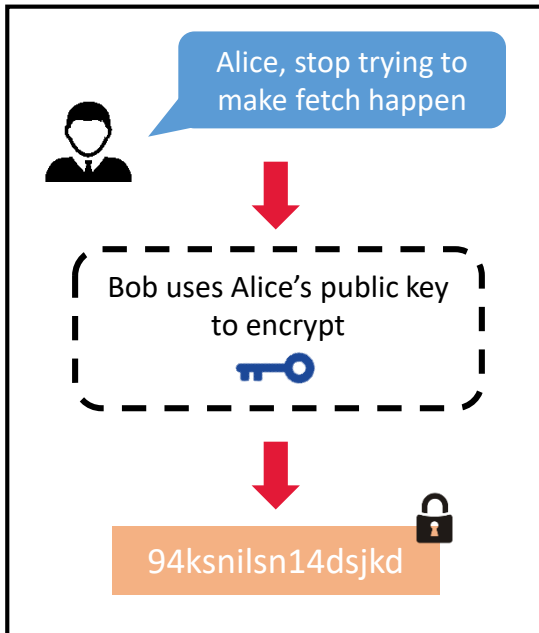 Alice, stop trying to
make fetch happen
Bob uses Alice’s public key
to encrypt
94ksnilsn14dsjkd